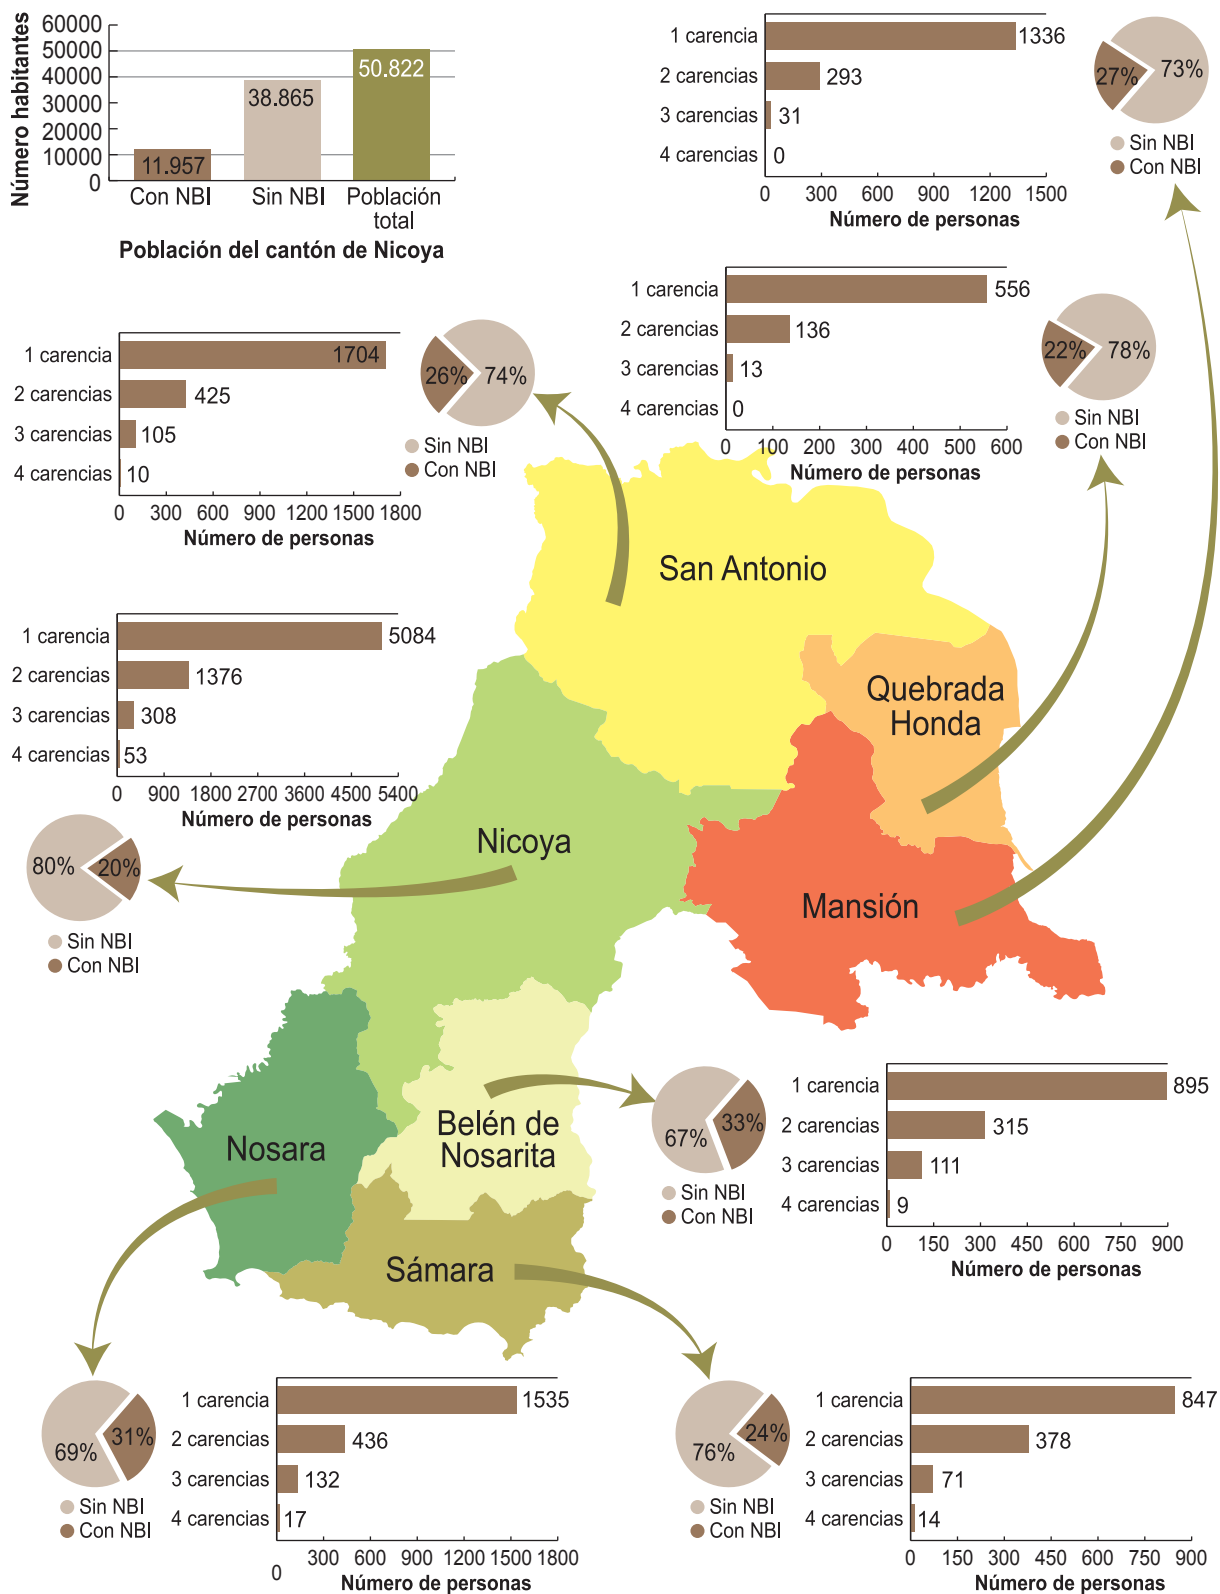 Número habitantes
60000
50000
40000
30000
20000
10000
0
11.957
38.865
50.822
Con NBI
Sin NBI
Población
total
Población del cantón de Nicoya
1 carencia
1336
2 carencias
293
3 carencias
31
4 carencias
0
0 300 600 900 1200 1500
Número de personas
27%
73%
Sin NBI
Con NBI
1 carencia
556
2 carencias
136
3 carencias
13
4 carencias
0
0 100 200 300 400 500 600
Número de personas
22%
78%
Sin NBI
Con NBI
1 carencia
1704
2 carencias
425
3 carencias
105
4 carencias
10
0 300 600 900 1200 1500 1800
Número de personas
26%
74%
Sin NBI
Con NBI
1 carencia
5084
2 carencias
1376
3 carencias
308
4 carencias
53
0 900 1800 2700 3600 4500 5400
Número de personas
80%
20%
Sin NBI
Con NBI
San Antonio
Quebrada
Honda
Nicoya
Mansión
Nosara
Belén de
Nosarita
Sámara
67%
33%
Sin NBI
Con NBI
1 carencia
895
2 carencias
315
3 carencias
111
4 carencias
9
0 150 300 450 600 750 900
Número de personas
69%
31%
Sin NBI
Con NBI
1 carencia
1535
2 carencias
436
3 carencias
132
4 carencias
17
0 300 600 900 1200 1500 1800
Número de personas
76%
24%
Sin NBI
Con NBI
1 carencia
847
2 carencias
378
3 carencias
71
4 carencias
14
0 150 300 450 600 750 900
Número de personas